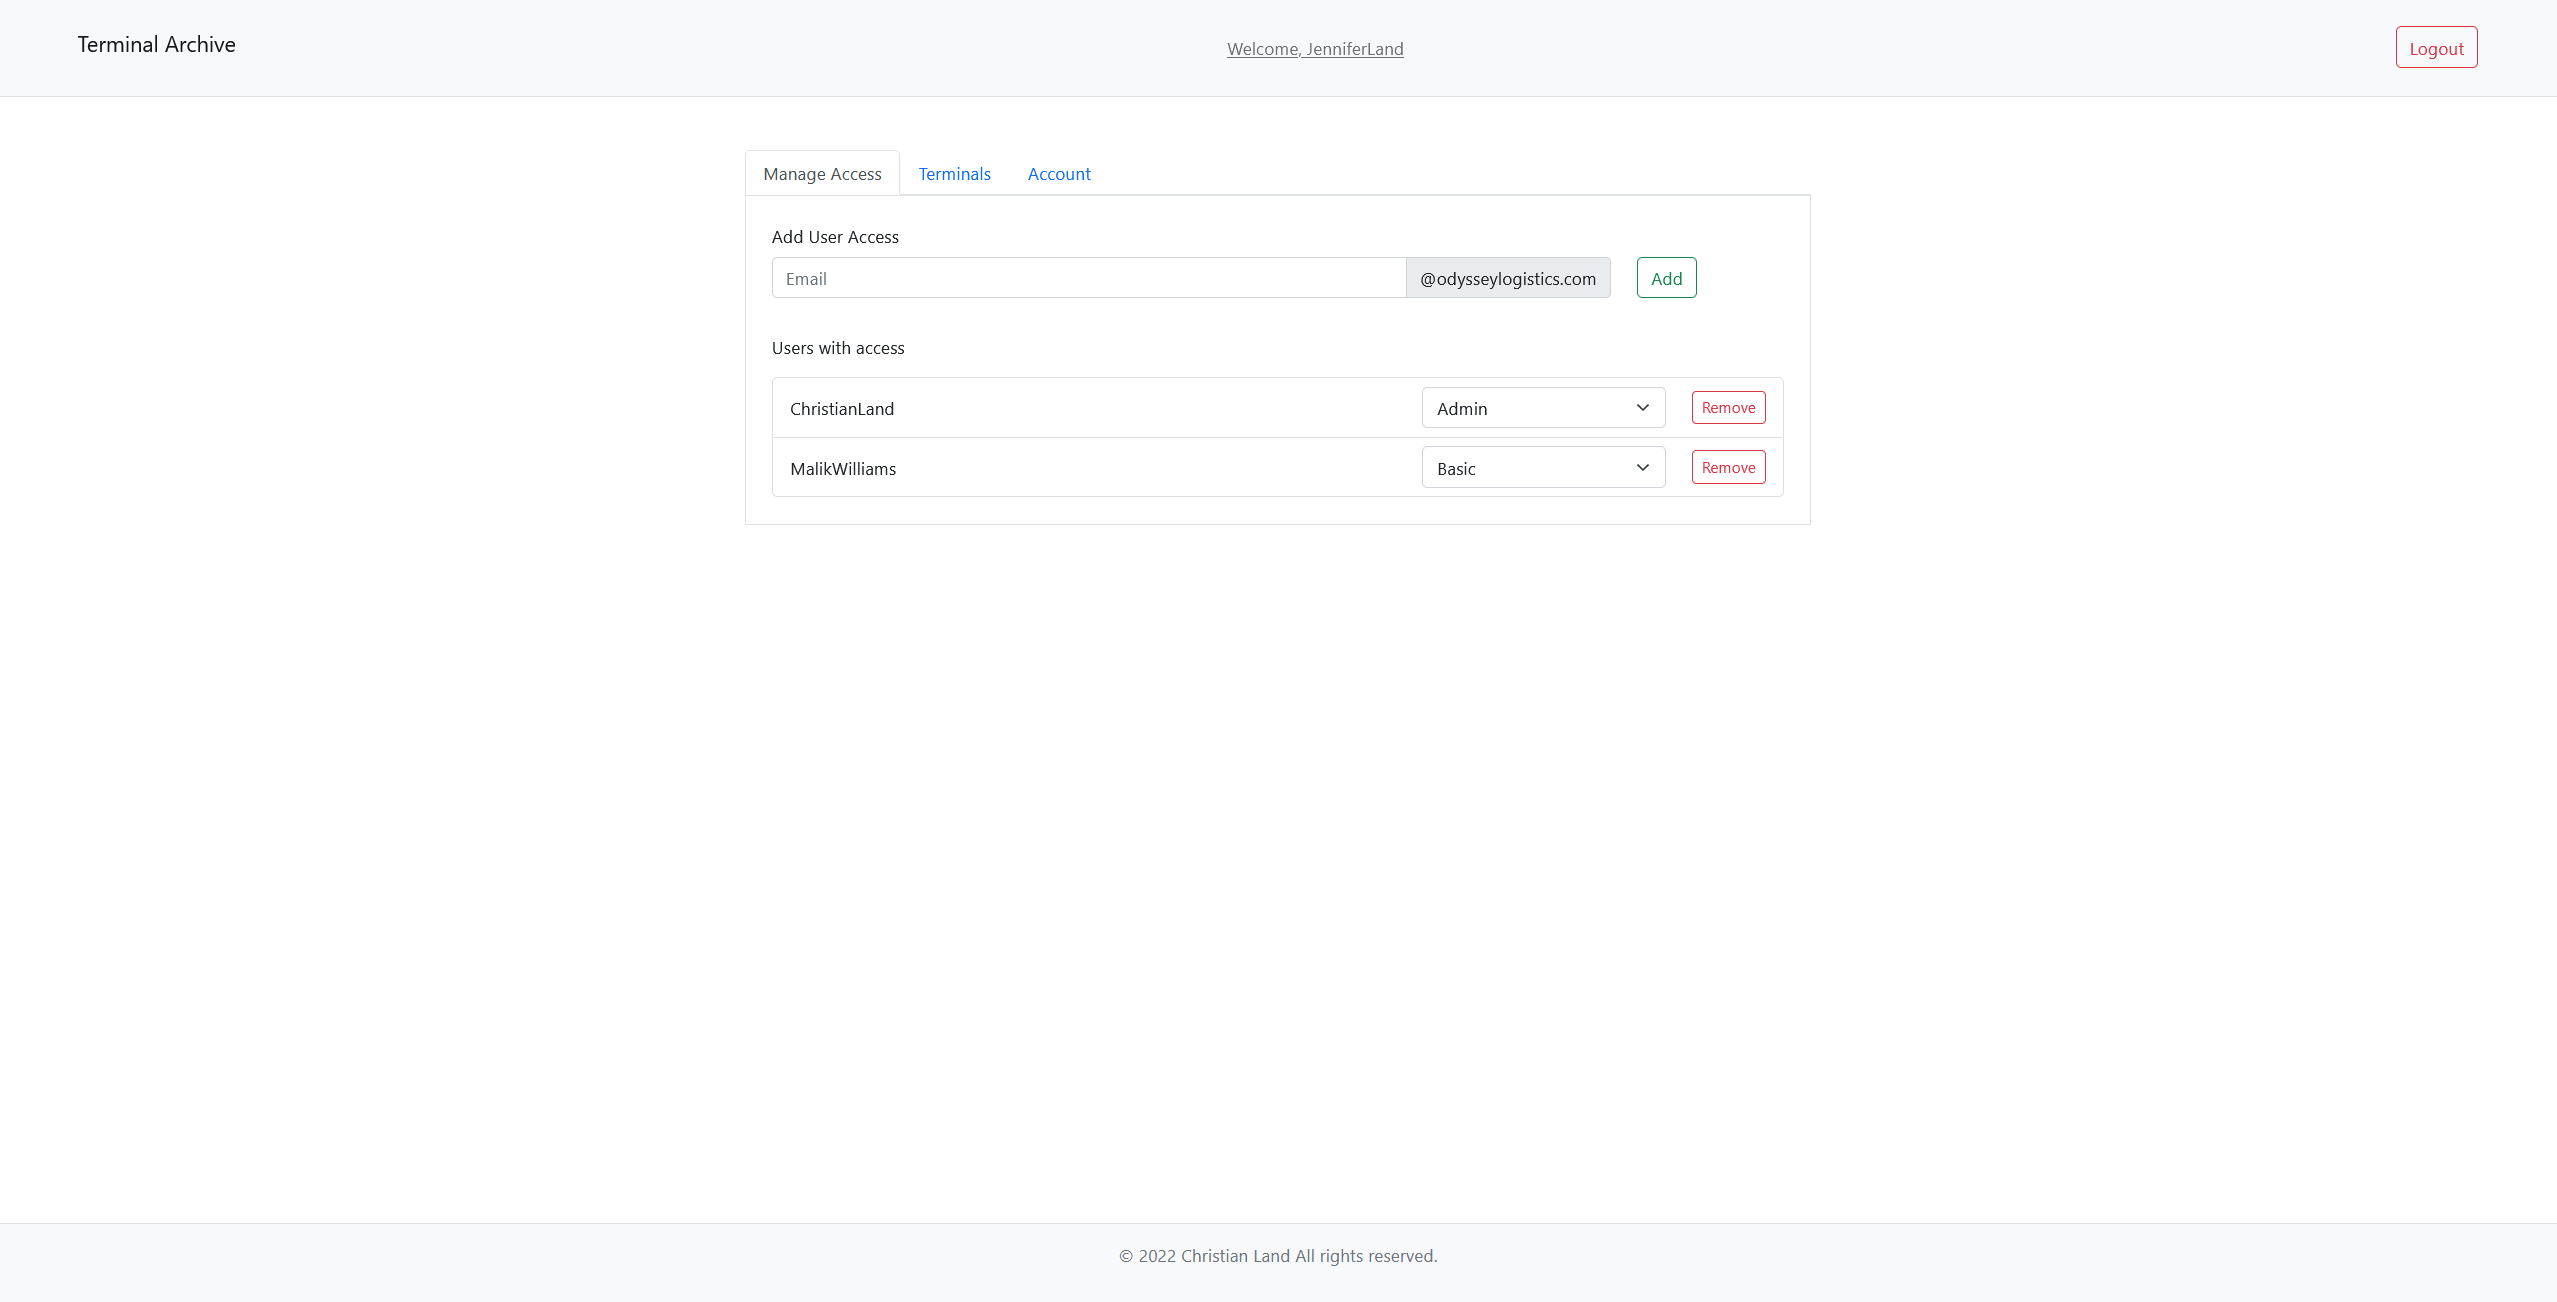 Terminal Archive
Welcome, JenniferLand
Logout
Manage Access
Terminals
Account
Add User Access
Email
@odysseylogistics.com
Add
Users with access
ChristianLand
Admin
Remove
MalikWilliams
Basic
Remove
© 2022 Christian Land All rights reserved.